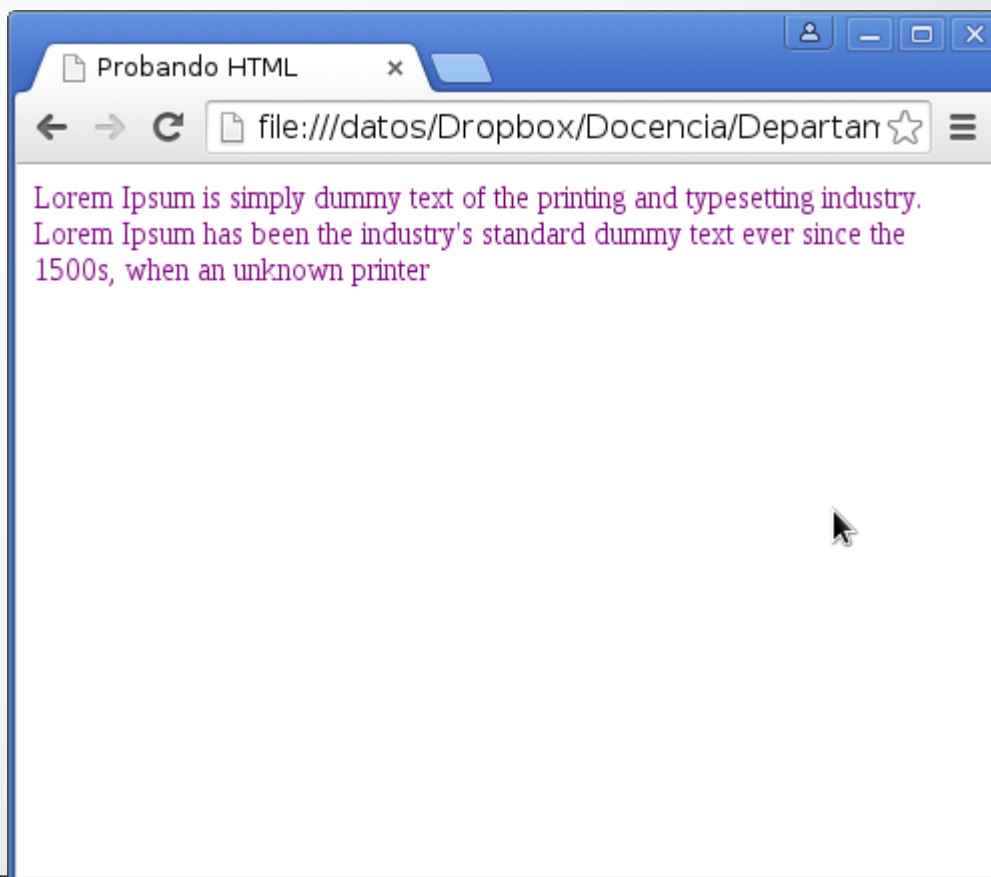 Probando HTML
file:///datos/Dropbox/Docencia/Departam
Lorem Ipsum is simply dummy text of the printing and typesetting industry.
Lorem Ipsum has been the industry's standard dummy text ever since the
1500s, when an unknown printer